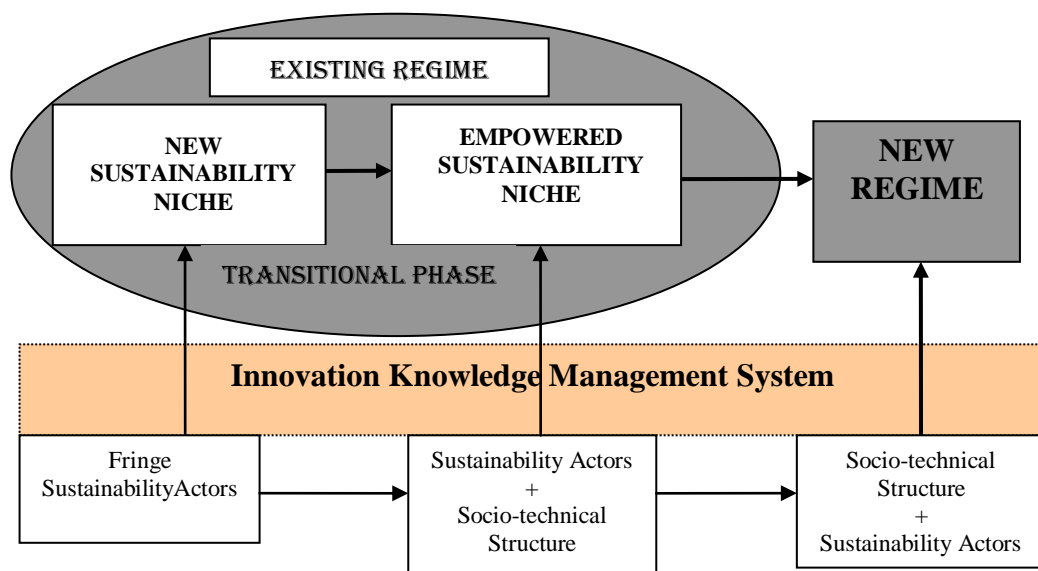 EXISTING REGIME
NEW
SUSTAINABILITY
NICHE
EMPOWERED
SUSTAINABILITY
NICHE
NEW
REGIME
TRANSITIONAL PHASE
Innovation Knowledge Management System
Fringe
SustainabilityActors
Sustainability Actors
+
Socio-technical
Structure
Socio-technical
Structure
+
Sustainability Actors